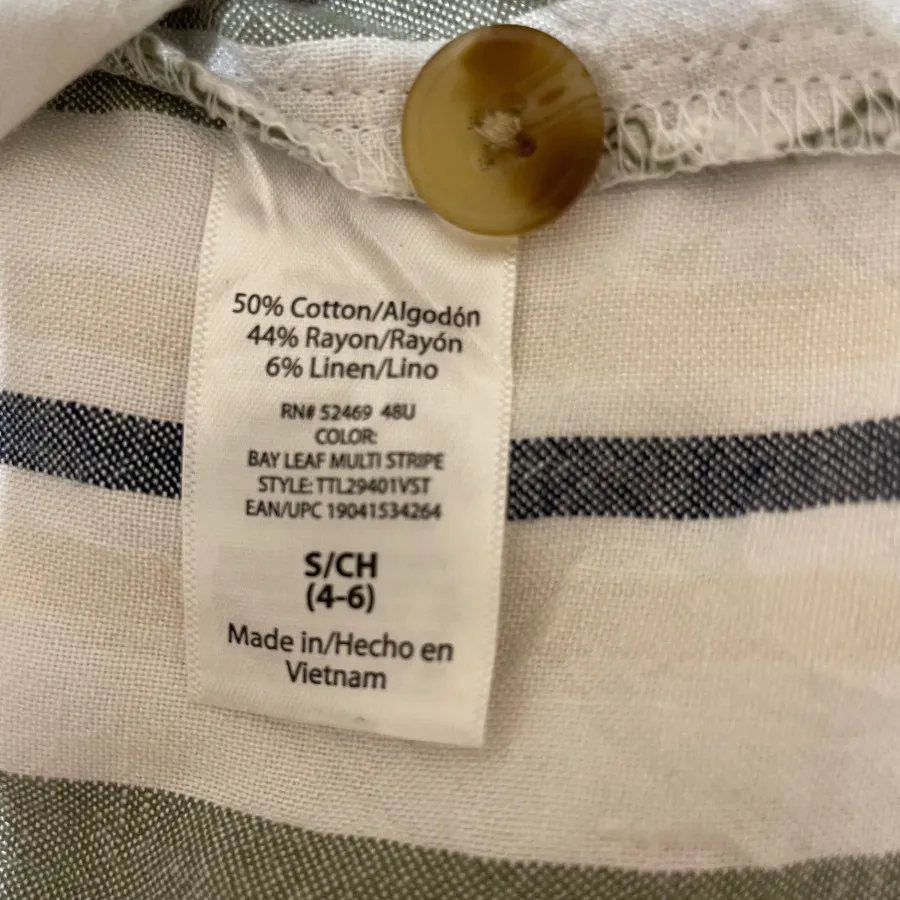 50% Cotton/Algodón
44% Rayon/Rayón
6% Linen/Lino
RN# 52469 48U
COLOR:
BAY LEAF MULTI STRIPE
STYLE: TTL29401VST
EAN/UPC 19041534264
S/CH
(4-6)
Made in/Hecho en
Vietnam